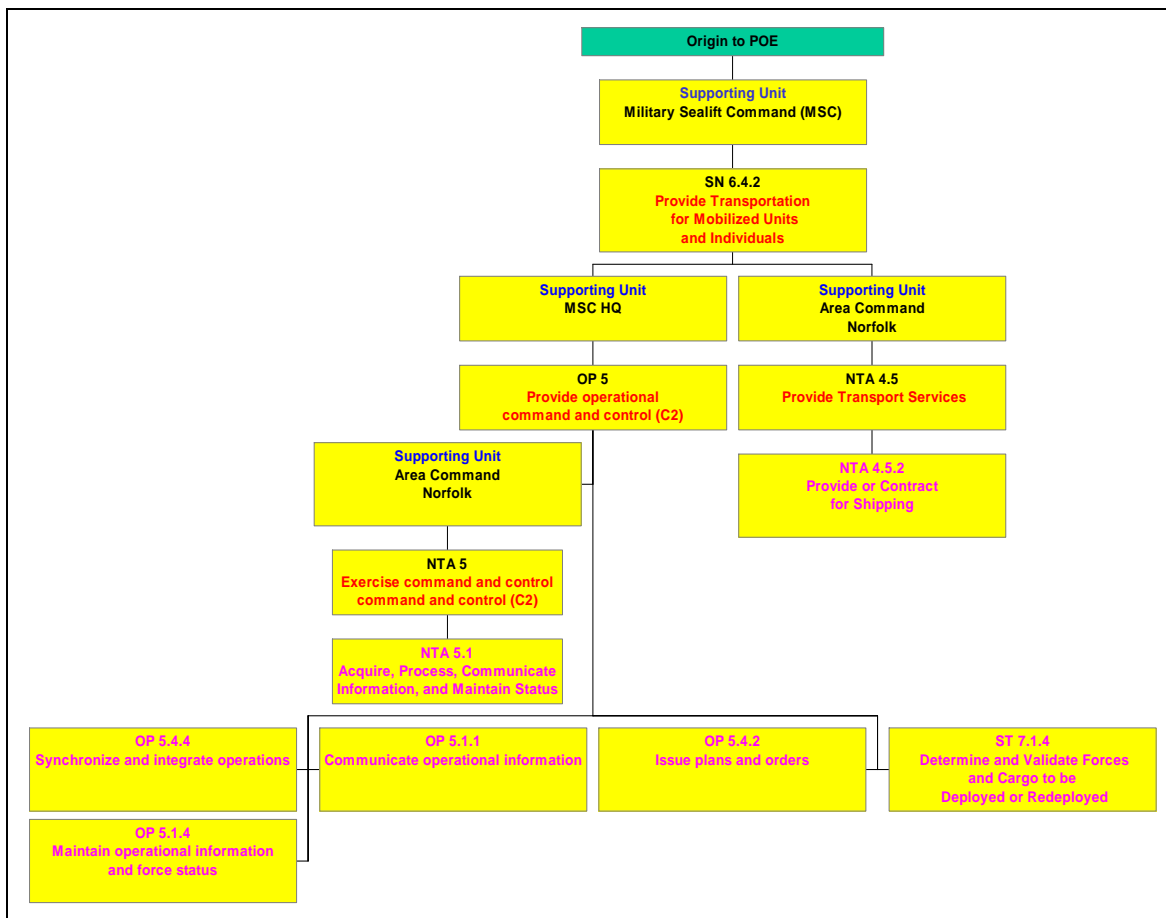 Origin to POE
Supporting Unit
Military Sealift Command (MSC)
SN 6.4.2
Provide Transportation
for Mobilized Units
and Individuals
Supporting Unit
MSC HQ
Supporting Unit
Area Command
Norfolk
OP 5
Provide operational
command and control (C2)
NTA 4.5
Provide Transport Services
Supporting Unit
Area Command
Norfolk
NTA 4.5.2
Provide or Contract
for Shipping
NTA 5
Exercise command and control
command and control (C2)
NTA 5.1
Acquire, Process, Communicate
Information, and Maintain Status
OP 5.4.4
Synchronize and integrate operations
OP 5.1.1
Communicate operational information
OP 5.4.2
Issue plans and orders
ST 7.1.4
Determine and Validate Forces
and Cargo to be
Deployed or Redeployed
OP 5.1.4
Maintain operational information
and force status